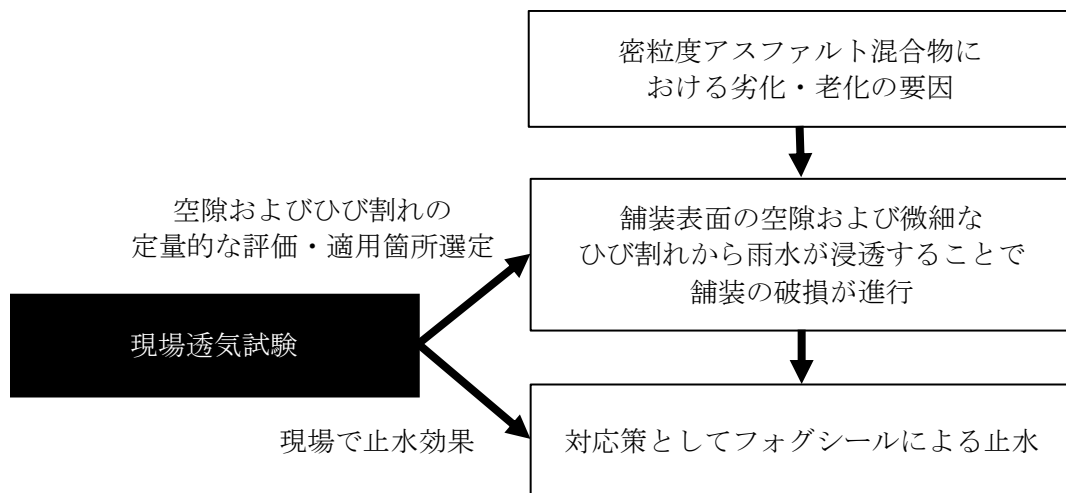 密粒度アスファルト混合物に
おける劣化・老化の要因
空隙およびひび割れの
定量的な評価・適用箇所選定
舗装表面の空隙および微細な
ひび割れから雨水が浸透することで
舗装の破損が進行
現場透気試験
現場で止水効果
対応策としてフォグシールによる止水